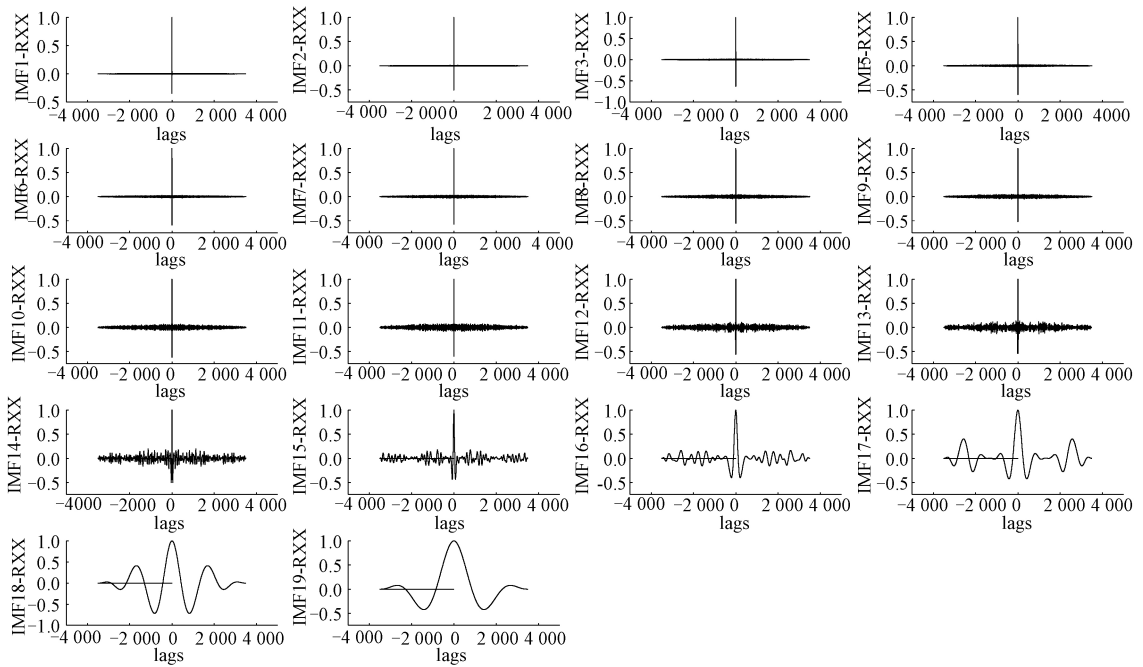 IMF1-RXX
1.0
0.5
0.0
−0.5
−4 000 −2 000 0 2 000 4 000
lags
IMF2-RXX
1.0
0.5
0.0
−0.5
−4 000 −2 000 0 2 000 4 000
lags
IMF3-RXX
1.0
0.5
0.0
−0.5
−1.0
−4 000 −2 000 0 2 000 4 000
lags
IMF5-RXX
1.0
0.5
0.0
−0.5
−4 000 −2 000 0 2 000 4000
lags
IMF6-RXX
1.0
0.5
0.0
−0.5
−4 000 −2 000 0 2 000 4 000
lags
IMF7-RXX
1.0
0.5
0.0
−0.5
−4 000 −2 000 0 2 000 4 000
lags
IMF8-RXX
1.0
0.5
0.0
−0.5
−4 000 −2 000 0 2 000 4 000
lags
IMF9-RXX
1.0
0.5
0.0
−0.5
−4 000 −2 000 0 2 000 4 000
lags
IMF10-RXX
1.0
0.5
0.0
−0.5
−4 000 −2 000 0 2 000 4 000
lags
IMF11-RXX
1.0
0.5
0.0
−0.5
−4 000 −2 000 0 2 000 4 000
lags
IMF12-RXX
1.0
0.5
0.0
−0.5
−4 000 −2 000 0 2 000 4 000
lags
IMF13-RXX
1.0
0.5
0.0
−0.5
−4 000 −2 000 0 2 000 4 000
lags
IMF14-RXX
1.0
0.5
0.0
−0.5
−4000 −2 000 0 2 000 4 000
lags
IMF15-RXX
1.0
0.5
0.0
−0.5
−4 000 −2 000 0 2 000 4 000
lags
IMF16-RXX
1.0
0.5
0.0
-0.5
−4 000 −2 000 0 2 000 4 000
lags
IMF17-RXX
1.0
0.5
0.0
−0.5
−4 000 −2 000 0 2 000 4 000
lags
IMF18-RXX
1.0
0.5
0.0
−0.5
−1.0
−4 000 −2 000 0 2 000 4 000
lags
IMF19-RXX
1.0
0.5
0.0
−0.5
−4 000 −2 000 0 2 000 4 000
lags